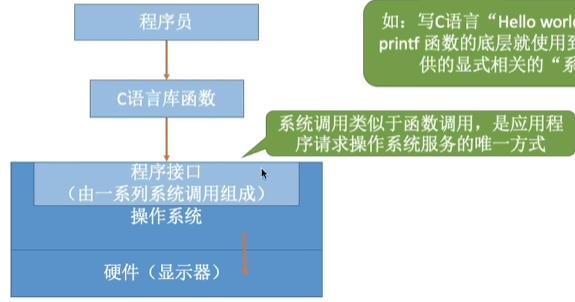 程序员
如：写C语言“Hello world
printf 函数的底层就使用到
供的显式相关的“系
C语言库函数
系统调用类似于函数调用，是应用程
序请求操作系统服务的唯一方式
程序接口
（由一系列系统调用组成）
操作系统
硬件（显示器）